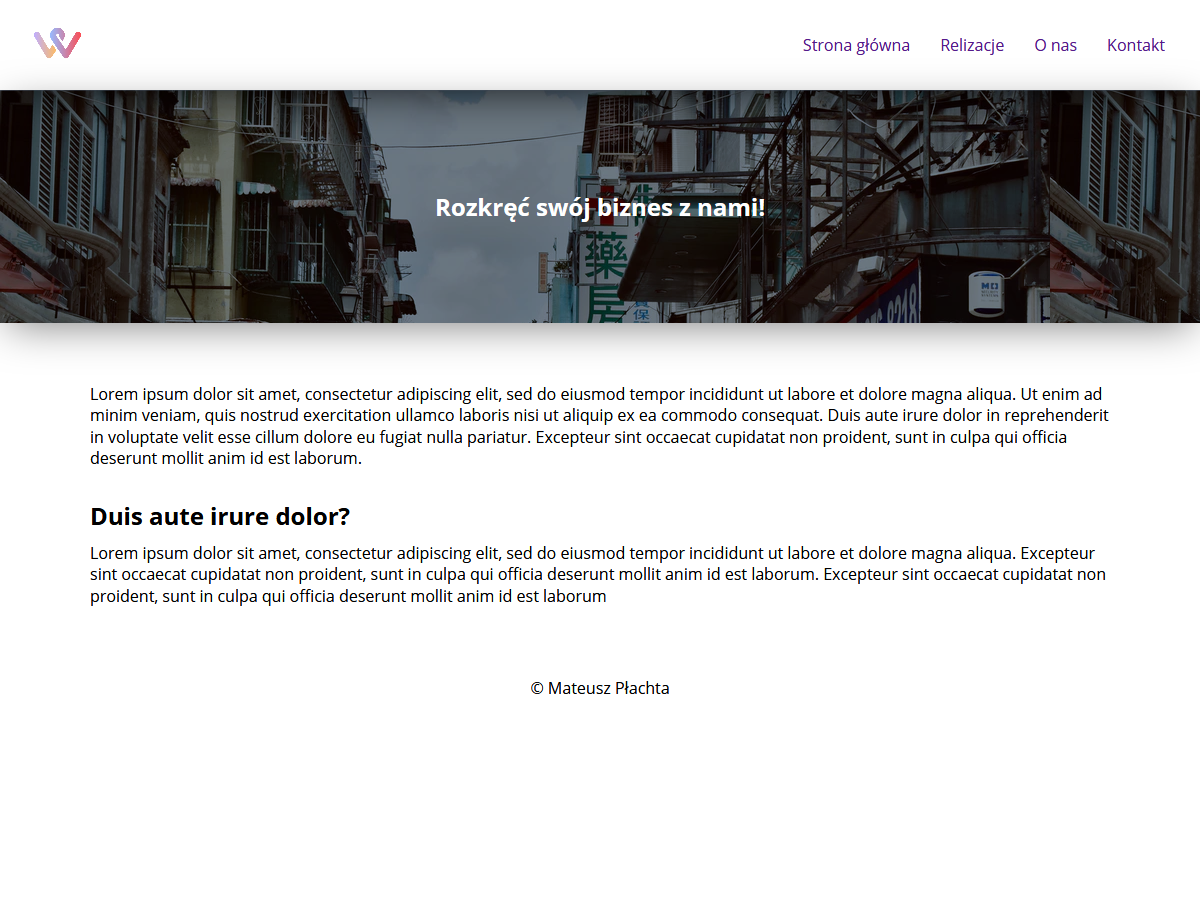 Strona główna
Relizacje
O nas
Kontakt
Rozkręć swój biznes z nami!
藥
房
Lorem ipsum dolor sit amet, consectetur adipiscing elit, sed do eiusmod tempor incididunt ut labore et dolore magna aliqua. Ut enim ad
minim veniam, quis nostrud exercitation ullamco laboris nisi ut aliquip ex ea commodo consequat. Duis aute irure dolor in reprehenderit
in voluptate velit esse cillum dolore eu fugiat nulla pariatur. Excepteur sint occaecat cupidatat non proident, sunt in culpa qui officia
deserunt mollit anim id est laborum.
Duis aute irure dolor?
Lorem ipsum dolor sit amet, consectetur adipiscing elit, sed do eiusmod tempor incididunt ut labore et dolore magna aliqua. Excepteur
sint occaecat cupidatat non proident, sunt in culpa qui officia deserunt mollit anim id est laborum. Excepteur sint occaecat cupidatat non
proident, sunt in culpa qui officia deserunt mollit anim id est laborum
© Mateusz Płachta